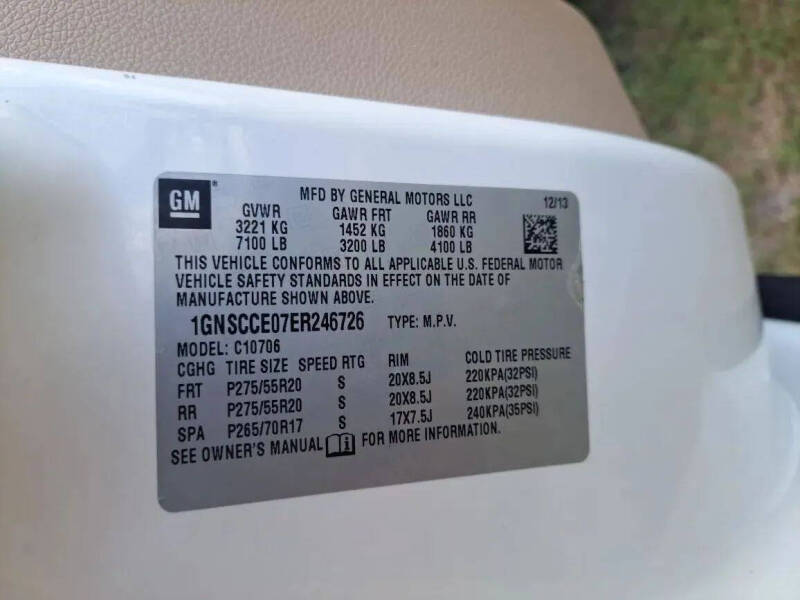 GM® MFD BY GENERAL MOTORS LLC 12/13
GVWR GAWR FRT GAWR RR
3221 KG 1452 KG 1860 KG
7100 LB 3200 LB 4100 LB
THIS VEHICLE CONFORMS TO ALL APPLICABLE U.S. FEDERAL MOTOR
VEHICLE SAFETY STANDARDS IN EFFECT ON THE DATE OF
MANUFACTURE SHOWN ABOVE.
1GNSCCE07ER246726 TYPE: M.P.V.
MODEL: C10706
CGHG TIRE SIZE SPEED RTG RIM COLD TIRE PRESSURE
FRT P275/55R20 S 20X8.5J 220KPA(32PSI)
RR P275/55R20 S 20X8.5J 220KPA(32PSI)
SPA P265/70R17 S 17X7.5J 240KPA(35PSI)
SEE OWNER'S MANUAL i FOR MORE INFORMATION.